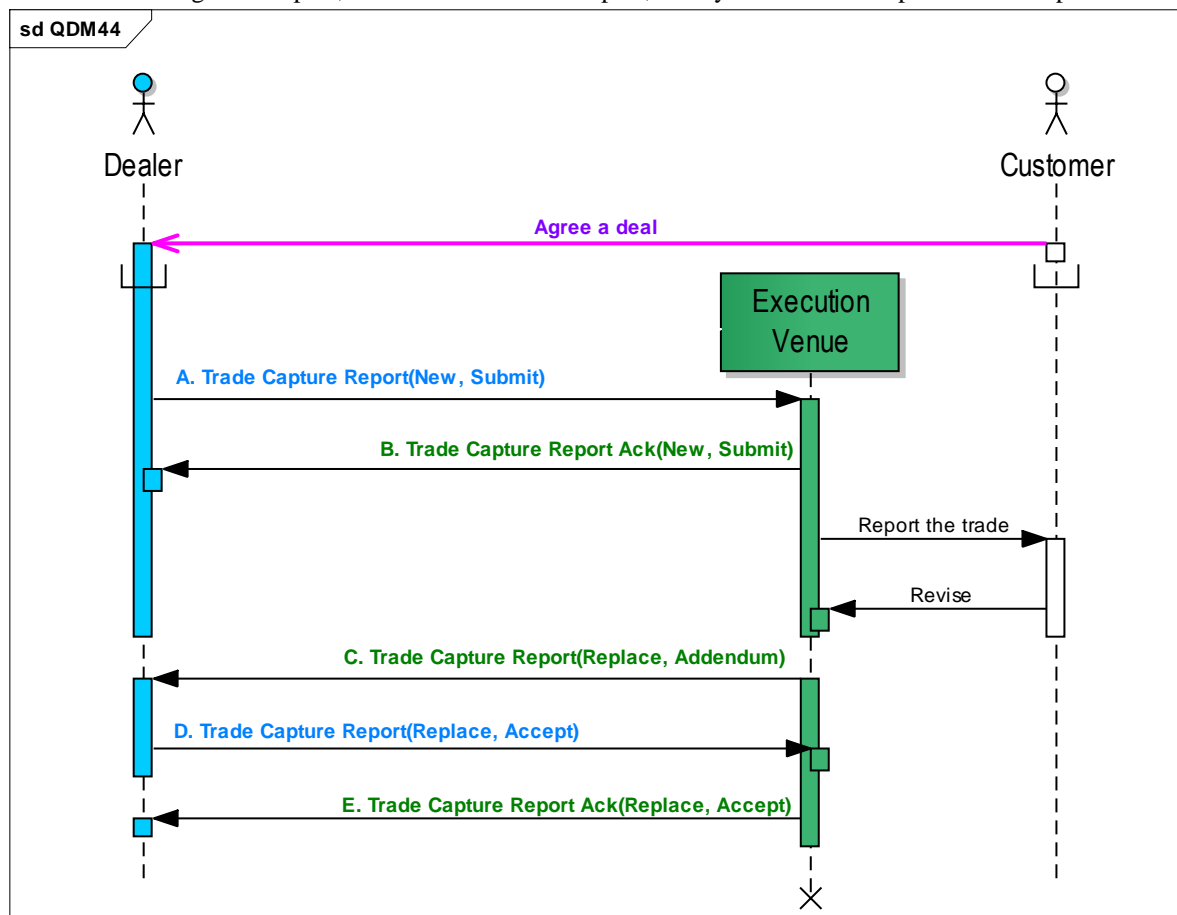 sd QDM44
Dealer
Customer
Agree a deal
Execution
Venue
A. Trade Capture Report(New, Submit)
B. Trade Capture Report Ack(New, Submit)
Report the trade
Revise
C. Trade Capture Report(Replace, Addendum)
D. Trade Capture Report(Replace, Accept)
E. Trade Capture Report Ack(Replace, Accept)